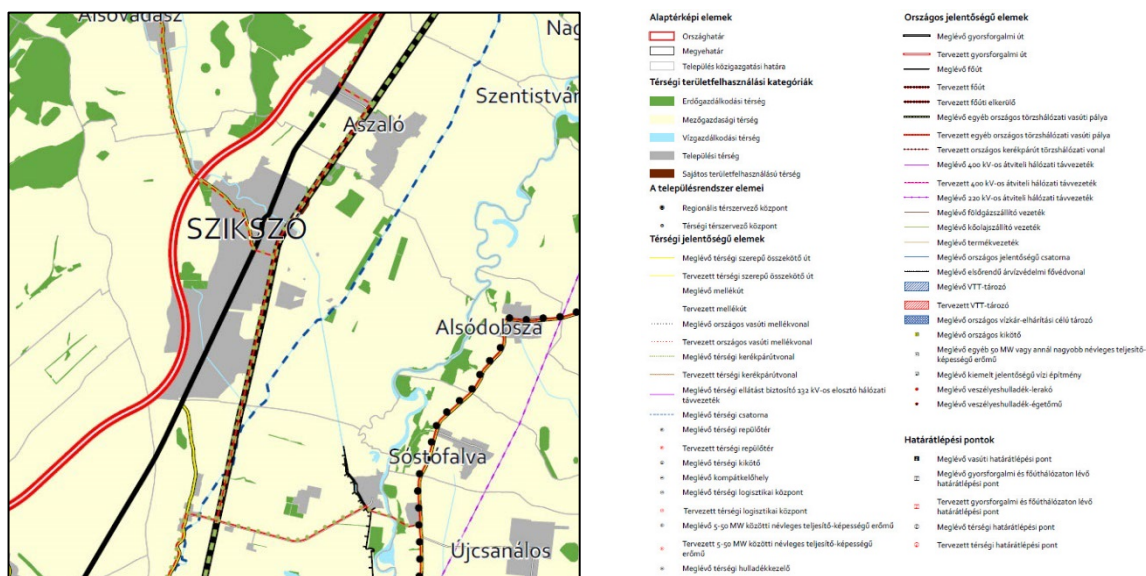 Alsóvadász
Nag
Szentistván
Aszaló
SZIKSZÓ
Alsódobsza
Sóstófalva
Újcsanálos
Alaptérképi elemek
Országhatár
Megyehatár
Település közigazgatási határa
Térségi területfelhasználási kategóriák
Erdőgazdálkodási térség
Mezőgazdasági térség
Vízgazdálkodási térség
Települési térség
Sajátos területfelhasználású térség
A településrendszer elemei
Regionális térszervező központ
Térségi térszervező központ
Térségi jelentőségű elemek
Meglévő térségi szerepű összekötő út
Tervezett térségi szerepű összekötő út
Meglévő mellékút
Tervezett mellékút
Meglévő országos vasúti mellékvonal
Tervezett országos vasúti mellékvonal
Meglévő térségi kerékpárútvonal
Tervezett térségi kerékpárútvonal
Meglévő térségi ellátást biztosító 132 kV-os elosztó hálózati
távvezeték
Meglévő térségi csatorna
Meglévő térségi repülőtér
Tervezett térségi repülőtér
Meglévő térségi kikötő
Meglévő kompátkelőhely
Meglévő térségi logisztikai központ
Tervezett térségi logisztikai központ
Meglévő 5-50 MW közötti névleges teljesítő-képességű erőmű
Tervezett 5-50 MW közötti névleges teljesítő-képességű
erőmű
Meglévő térségi hulladékkezelő
Országos jelentőségű elemek
Meglévő gyorsforgalmi út
Tervezett gyorsforgalmi út
Meglévő főút
Tervezett főút
Tervezett főúti elkerülő
Meglévő egyéb országos törzshálózati vasúti pálya
Tervezett egyéb országos törzshálózati vasúti pálya
Tervezett országos kerékpárút törzshálózati vonal
Meglévő 400 kV-os átviteli hálózati távvezeték
Tervezett 400 kV-os átviteli hálózati távvezeték
Meglévő 220 kV-os átviteli hálózati távvezeték
Meglévő földgázszállító vezeték
Meglévő kőolajszállító vezeték
Meglévő termékvezeték
Meglévő országos jelentőségű csatorna
Meglévő elsőrendű árvízvédelmi fővédvonal
Meglévő VTT-tározó
Tervezett VTT-tározó
Meglévő országos vízkár-elhárítási célú tározó
Meglévő országos kikötő
Meglévő egyéb 50 MW vagy annál nagyobb névleges teljesítő-
képességű erőmű
Meglévő kiemelt jelentőségű vízi építmény
Meglévő veszélyeshulladék-lerakó
Meglévő veszélyeshulladék-égetőmű
Határátlépési pontok
Meglévő vasúti határátlépési pont
Meglévő gyorsforgalmi és főúthálózaton lévő
határátlépési pont
Tervezett gyorsforgalmi és főúthálózaton lévő
határátlépési pont
Meglévő térségi határátlépési pont
Tervezett térségi határátlépési pont